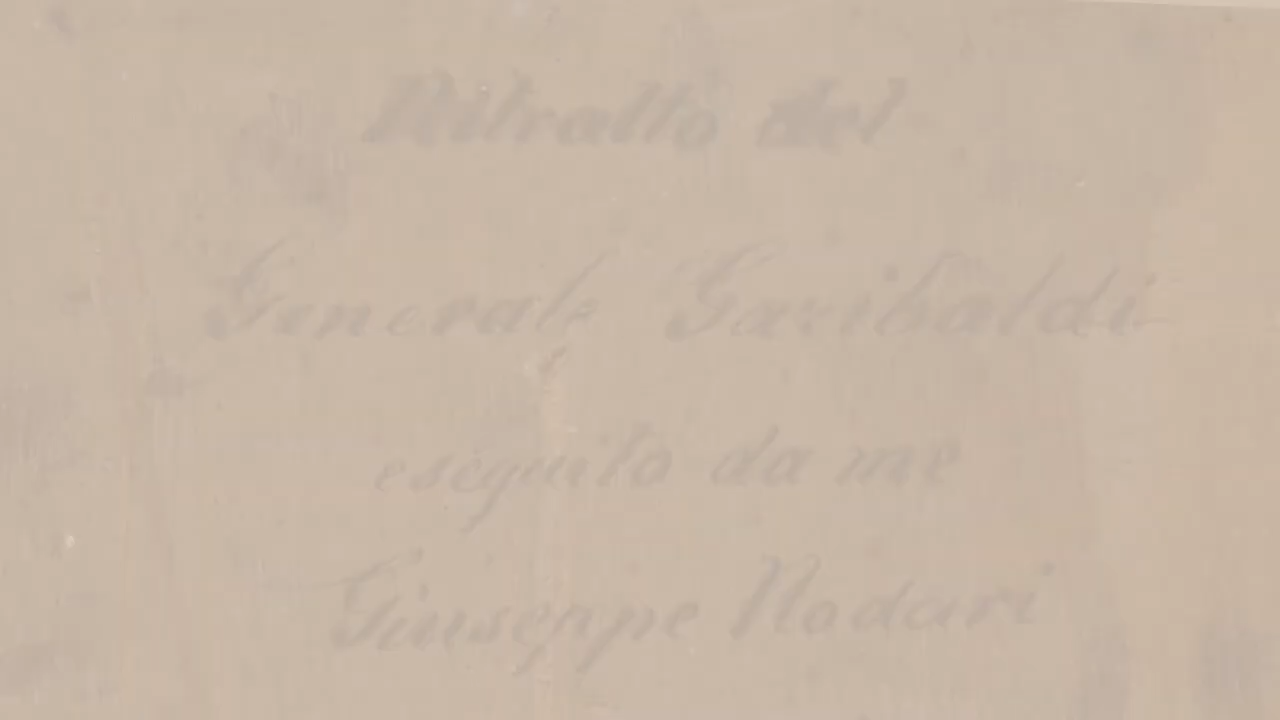 Ritratto del
Generale Garibaldi
eseguito da me
Giuseppe Nodari